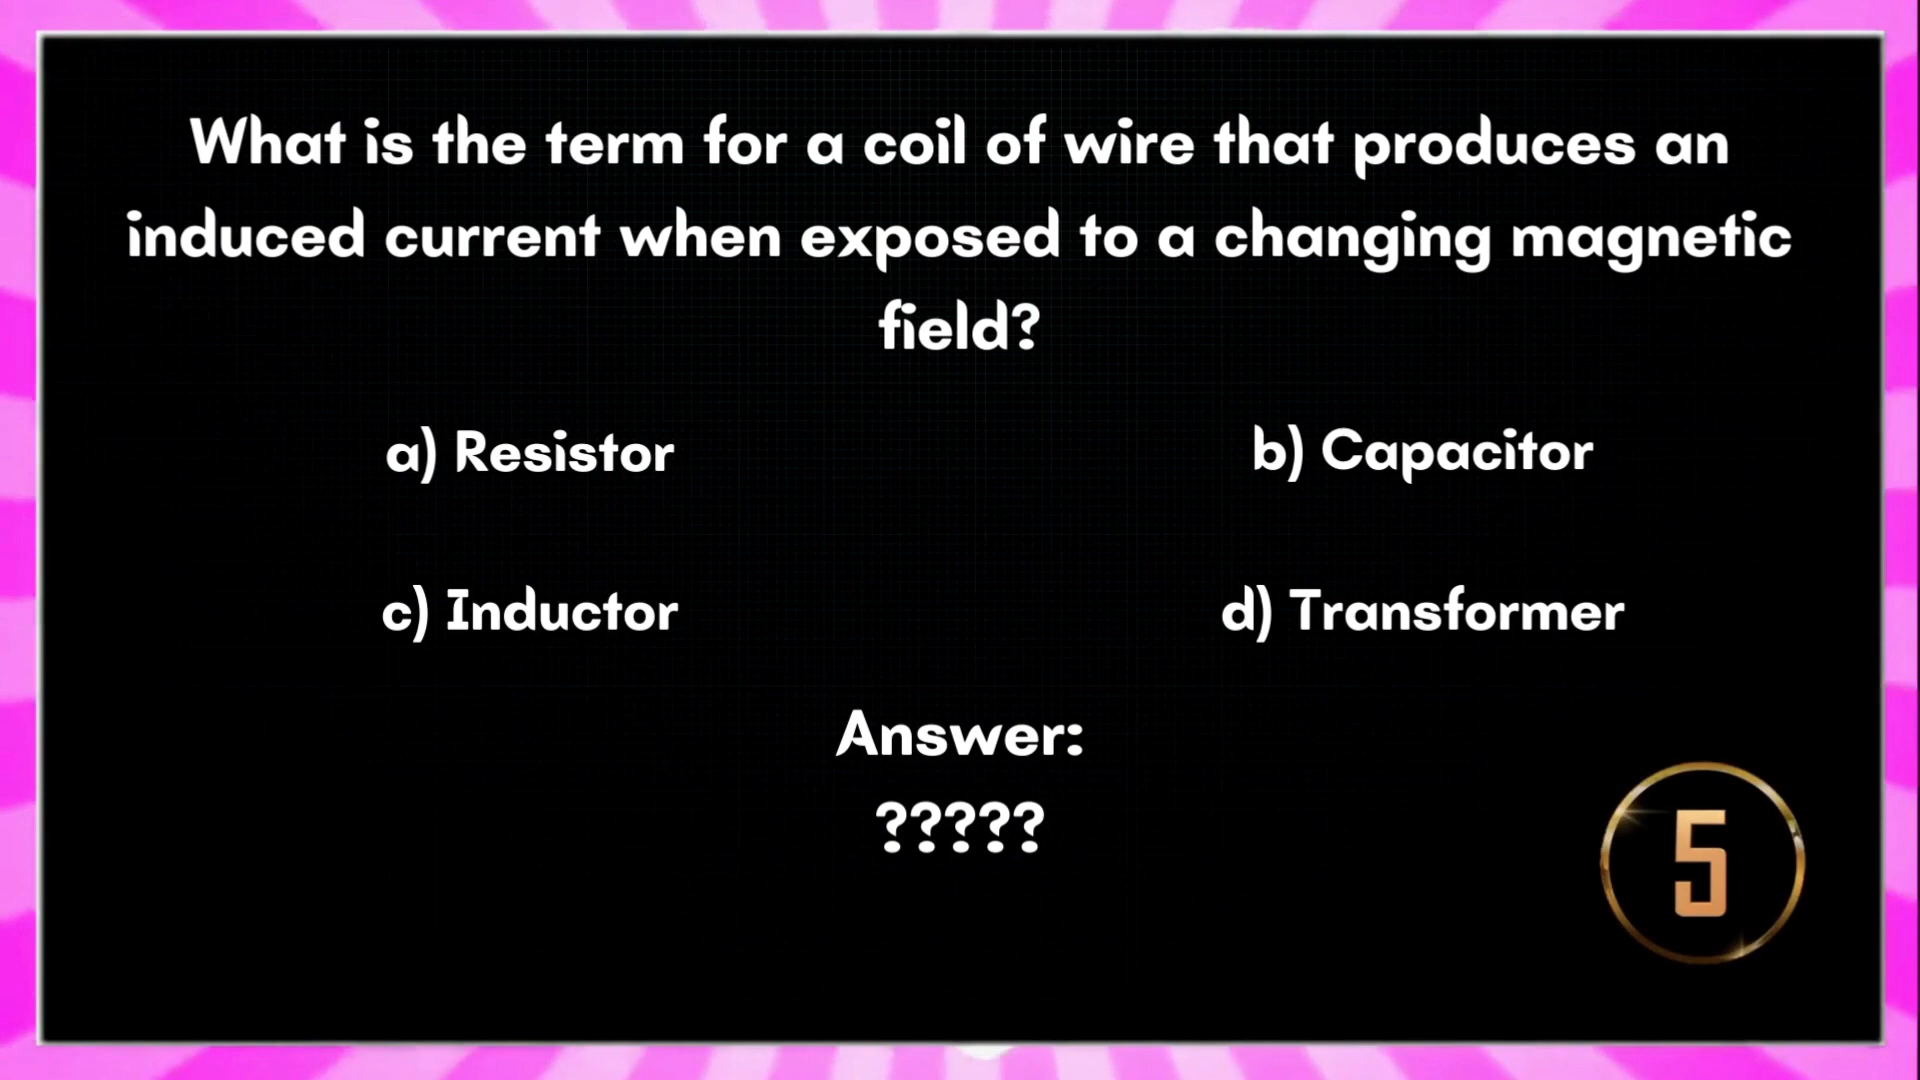 What is the term for a coil of wire that produces an
induced current when exposed to a changing magnetic
field?
a) Resistor
b) Capacitor
c) Inductor
d) Transformer
Answer:
?????
5